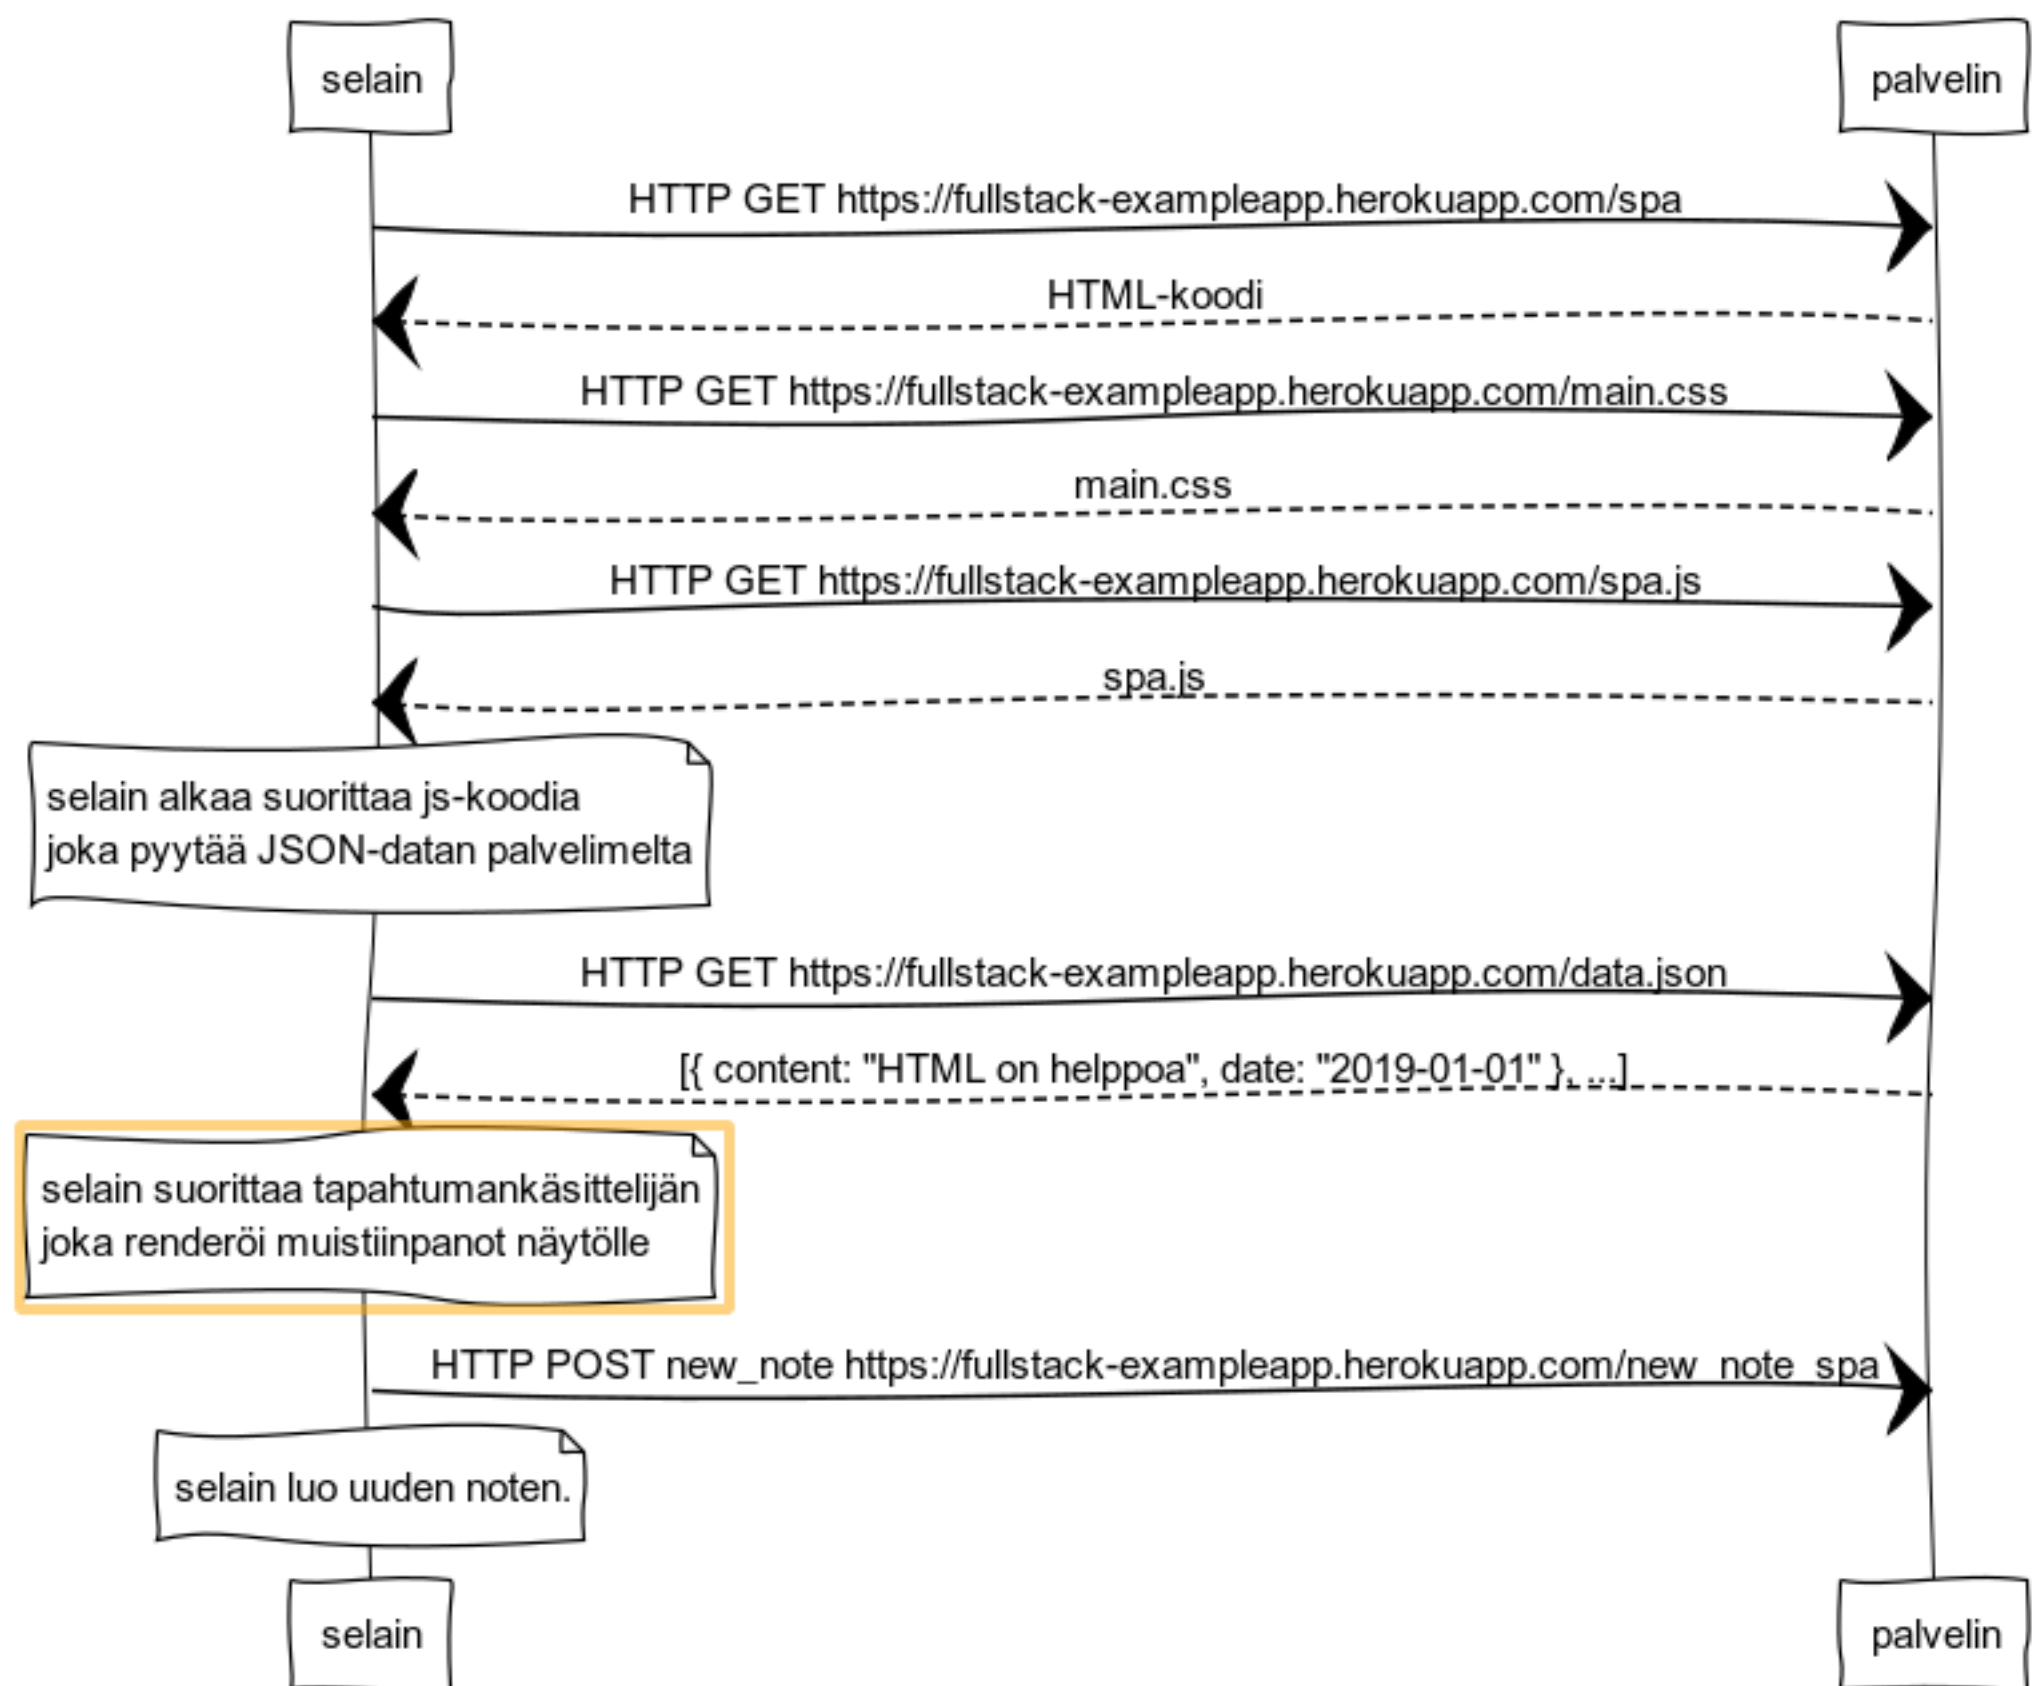 selain
palvelin
HTTP GET https://fullstack-exampleapp.herokuapp.com/spa
HTML-koodi
HTTP GET https://fullstack-exampleapp.herokuapp.com/main.css
main.css
HTTP GET https://fullstack-exampleapp.herokuapp.com/spa.js
spa.js
selain alkaa suorittaa js-koodia
joka pyytää JSON-datan palvelimelta
HTTP GET https://fullstack-exampleapp.herokuapp.com/data.json
[{ content: "HTML on helppoa", date: "2019-01-01" }, ...]
selain suorittaa tapahtumankäsittelijän
joka renderöi muistiinpanot näytölle
HTTP POST new_note https://fullstack-exampleapp.herokuapp.com/new_note_spa
selain luo uuden noten.
selain
palvelin